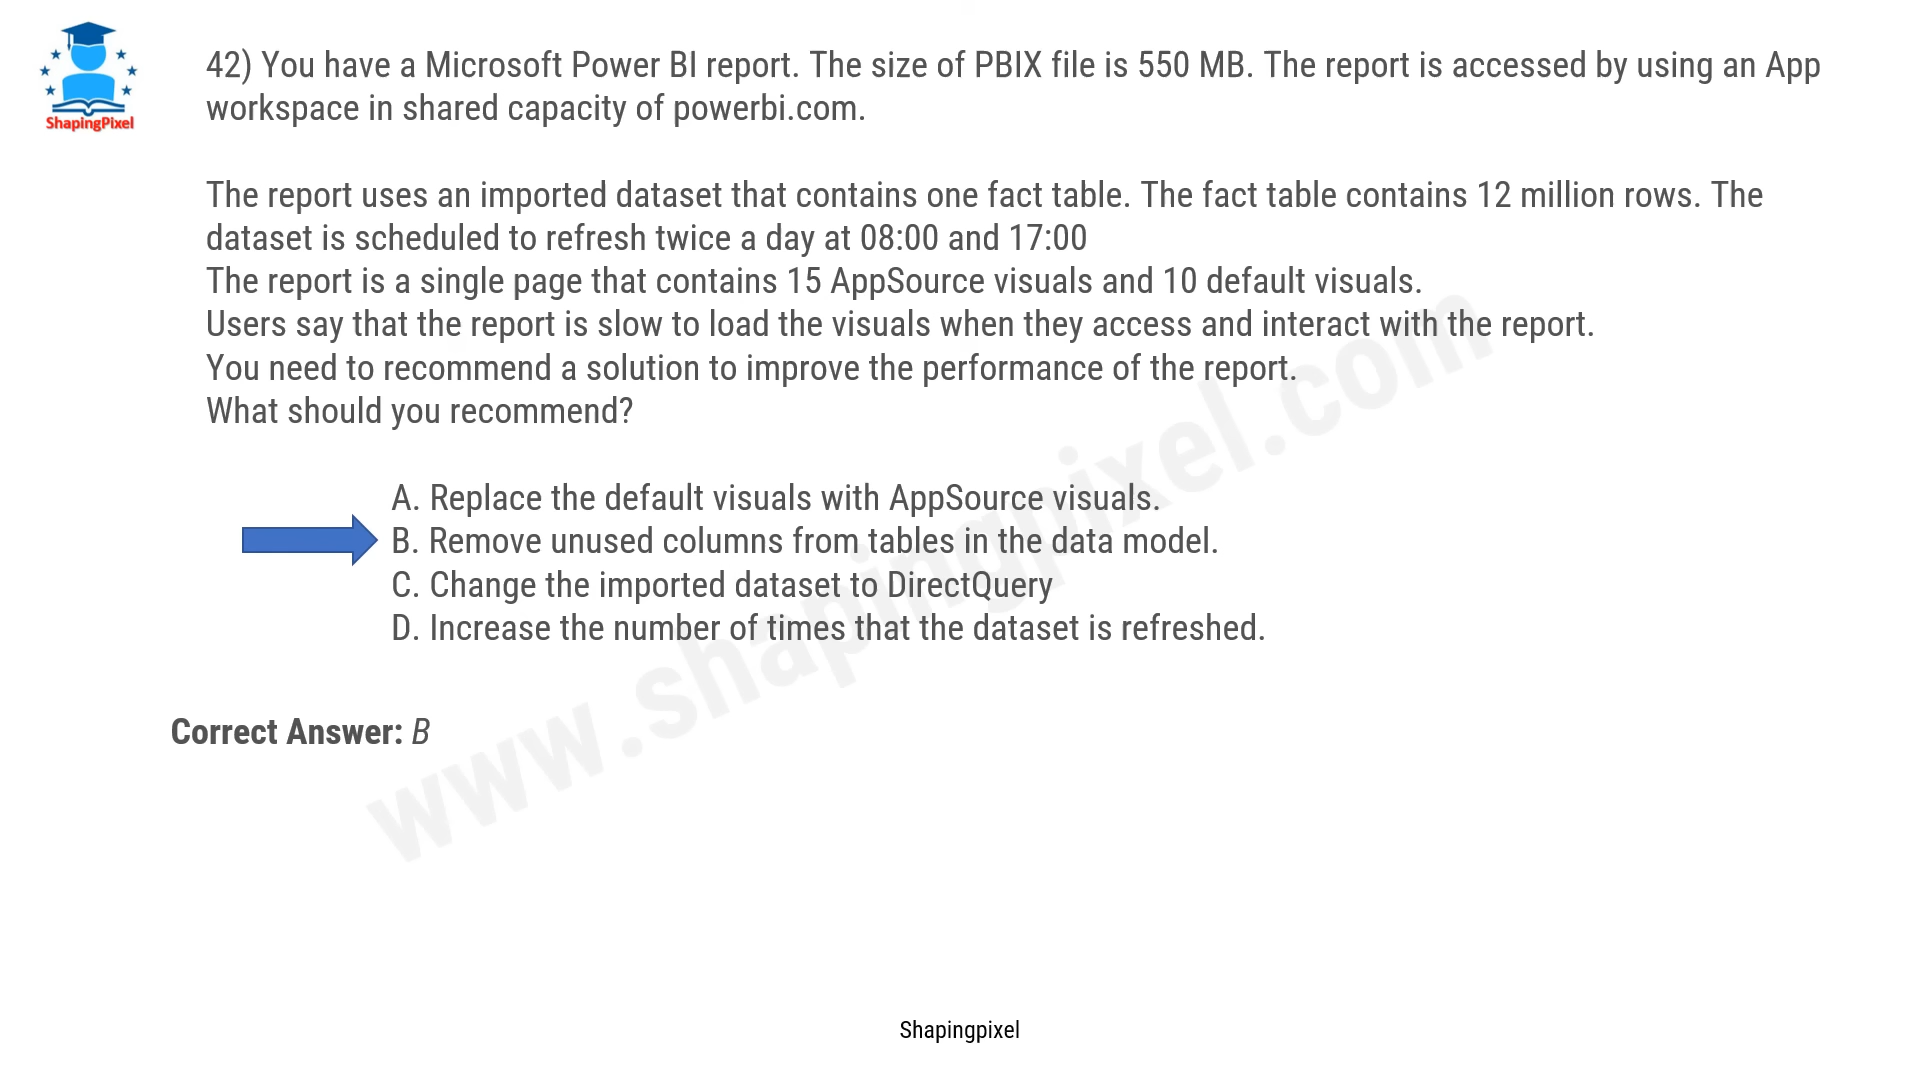 ShapingPixel
42) You have a Microsoft Power BI report. The size of PBIX file is 550 MB. The report is accessed by using an App
workspace in shared capacity of powerbi.com.
The report uses an imported dataset that contains one fact table. The fact table contains 12 million rows. The
dataset is scheduled to refresh twice a day at 08:00 and 17:00
The report is a single page that contains 15 AppSource visuals and 10 default visuals.
Users say that the report is slow to load the visuals when they access and interact with the report.
You need to recommend a solution to improve the performance of the report.
What should you recommend?
A. Replace the default visuals with AppSource visuals.
B. Remove unused columns from tables in the data model.
C. Change the imported dataset to DirectQuery
D. Increase the number of times that the dataset is refreshed.
Correct Answer: B
www.shapingpixel.com
Shapingpixel